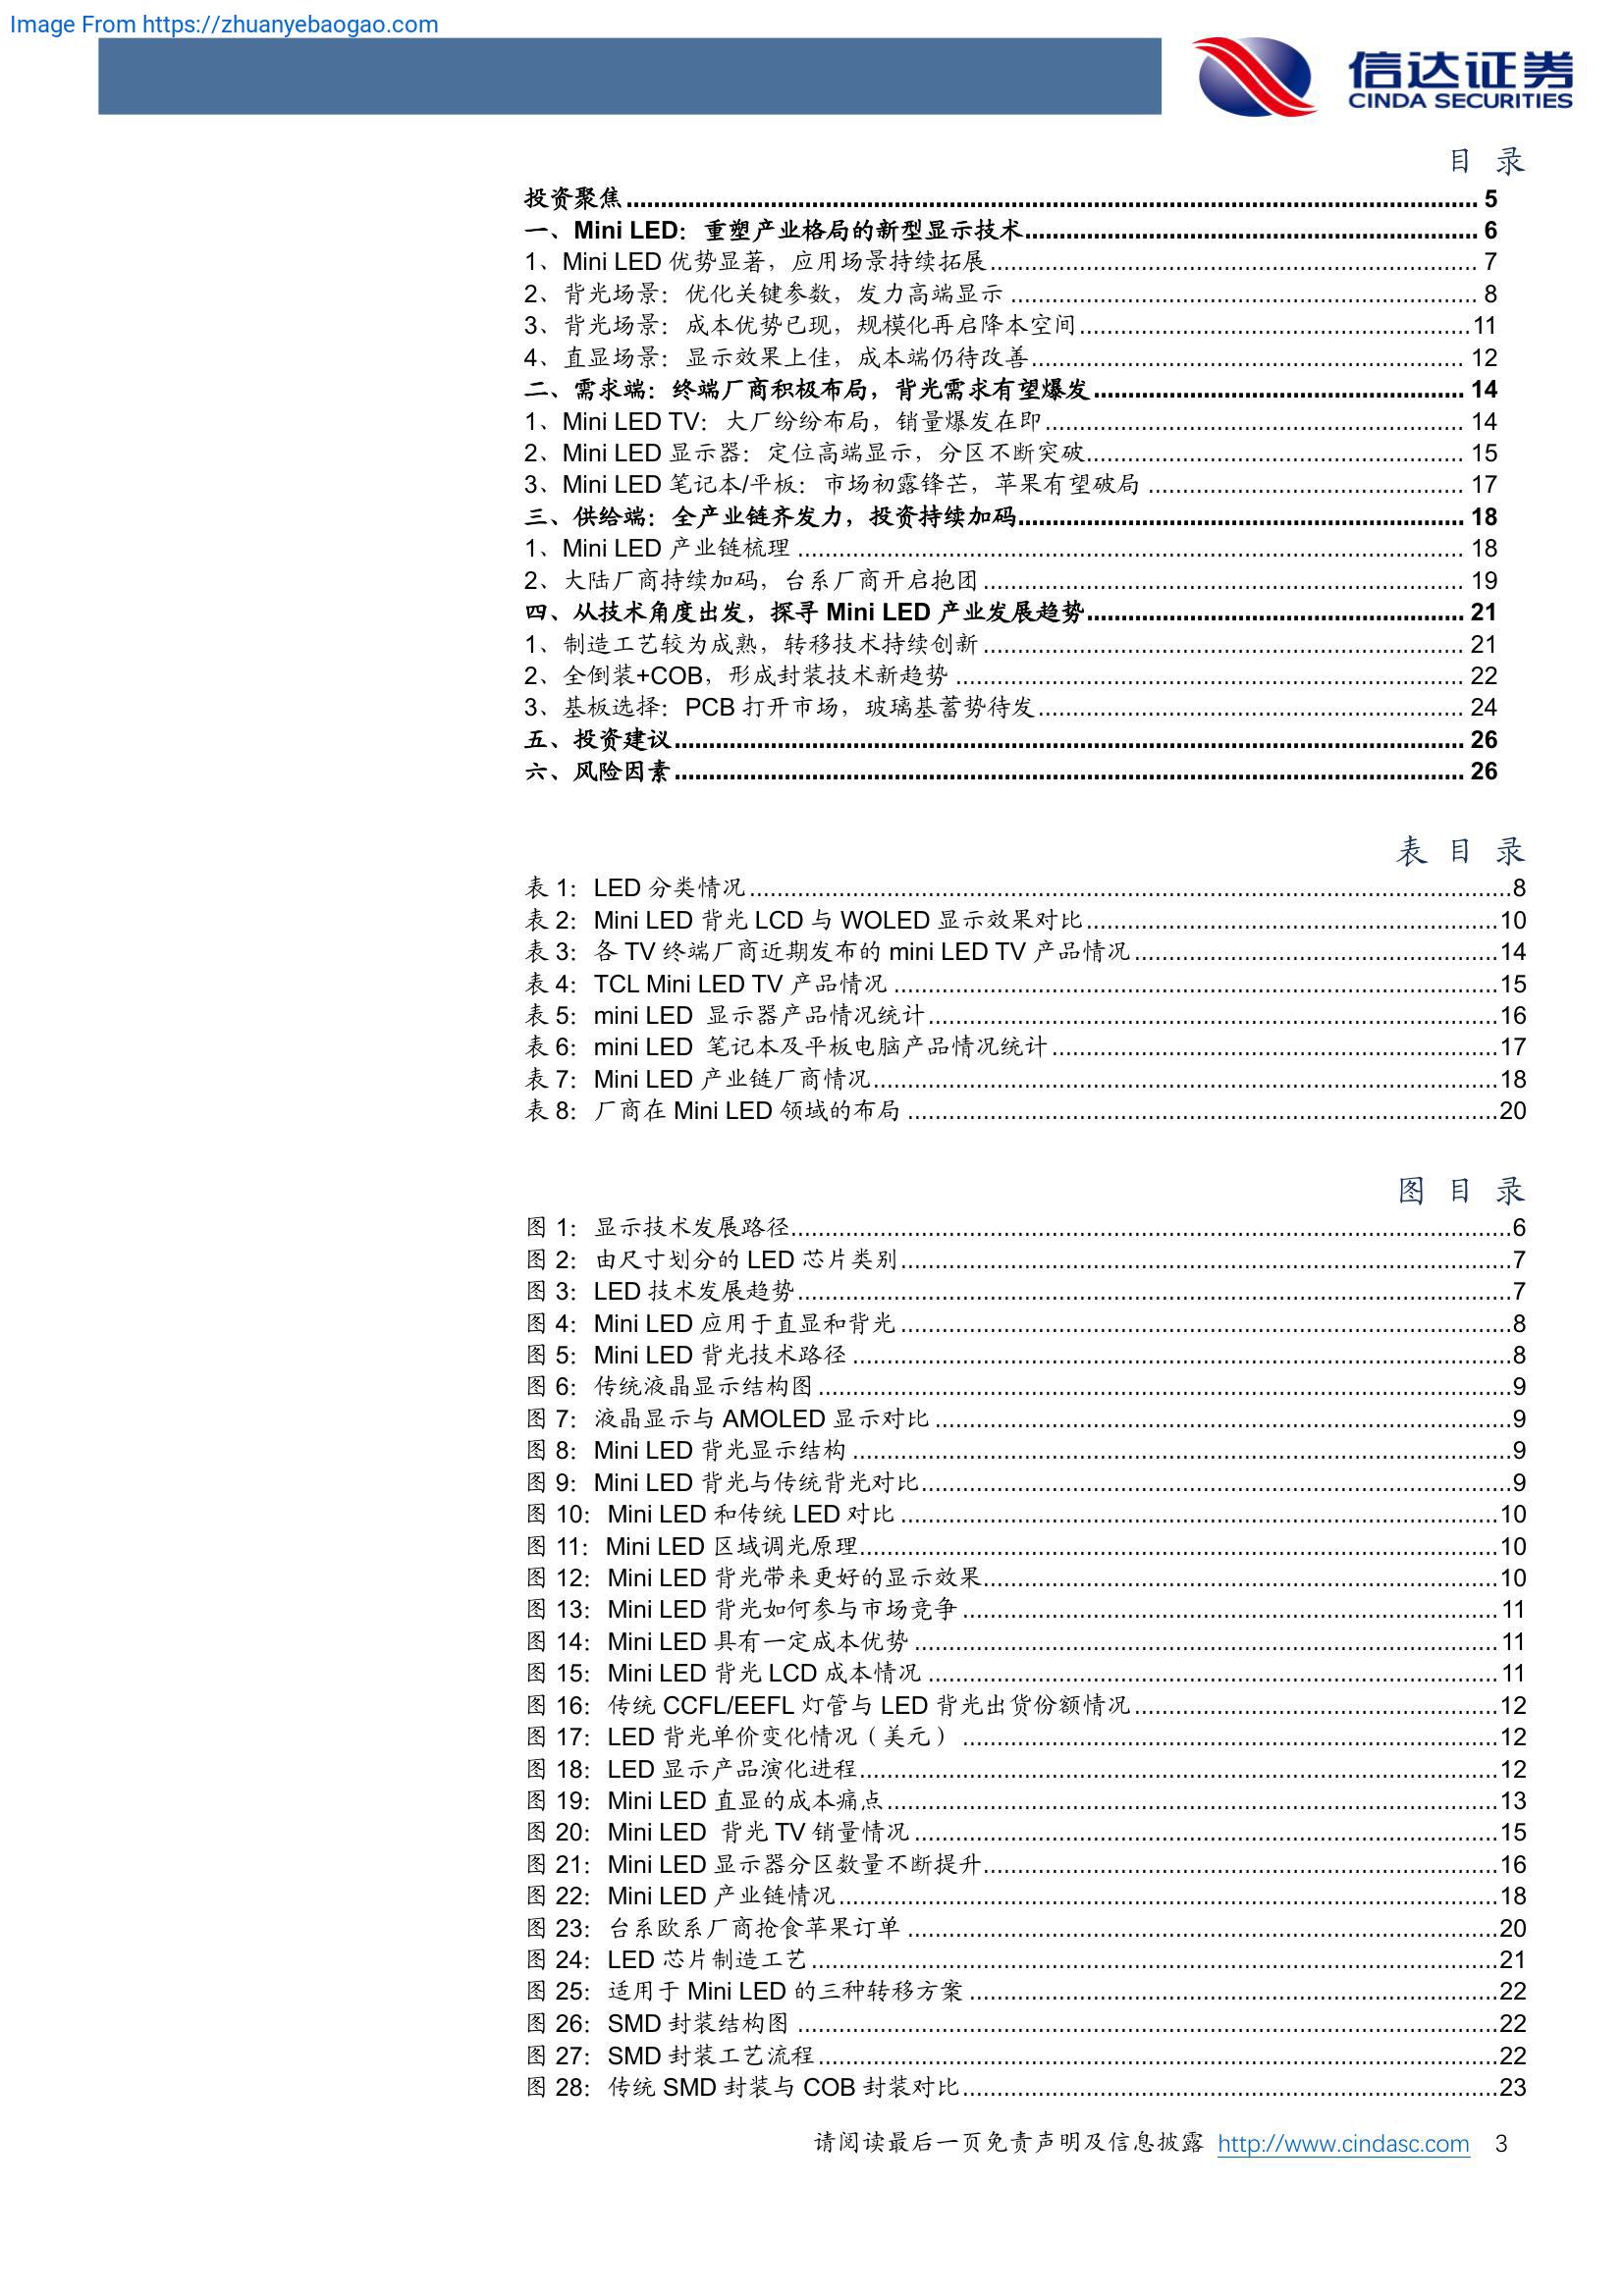 Image From https://zhuanyebaogao.com
信达证券
CINDA SECURITIES
目 录
投资聚焦 ........ 5
一、Mini LED：重塑产业格局的新型显示技术 ........ 6
1、Mini LED 优势显著，应用场景持续拓展 ........ 7
2、背光场景：优化关键参数，发力高端显示 ........ 8
3、背光场景：成本优势已现，规模化再启降本空间 ........ 11
4、直显场景：显示效果上佳，成本端仍待改善 ........ 12
二、需求端：终端厂商积极布局，背光需求有望爆发 ........ 14
1、Mini LED TV：大厂纷纷布局，销量爆发在即 ........ 14
2、Mini LED 显示器：定位高端显示，分区不断突破 ........ 15
3、Mini LED 笔记本/平板：市场初露锋芒，苹果有望破局 ........ 17
三、供给端：全产业链齐发力，投资持续加码 ........ 18
1、Mini LED 产业链梳理 ........ 18
2、大陆厂商持续加码，台系厂商开启抱团 ........ 19
四、从技术角度出发，探寻 Mini LED 产业发展趋势 ........ 21
1、制造工艺较为成熟，转移技术持续创新 ........ 21
2、全倒装+COB，形成封装技术新趋势 ........ 22
3、基板选择：PCB 打开市场，玻璃基蓄势待发 ........ 24
五、投资建议 ........ 26
六、风险因素 ........ 26
表 目 录
表 1：LED 分类情况 ........ 8
表 2：Mini LED 背光 LCD 与 WOLED 显示效果对比 ........ 10
表 3：各 TV 终端厂商近期发布的 mini LED TV 产品情况 ........ 14
表 4：TCL Mini LED TV 产品情况 ........ 15
表 5：mini LED 显示器产品情况统计 ........ 16
表 6：mini LED 笔记本及平板电脑产品情况统计 ........ 17
表 7：Mini LED 产业链厂商情况 ........ 18
表 8：厂商在 Mini LED 领域的布局 ........ 20
图 目 录
图 1：显示技术发展路径 ........ 6
图 2：由尺寸划分的 LED 芯片类别 ........ 7
图 3：LED 技术发展趋势 ........ 7
图 4：Mini LED 应用于直显和背光 ........ 8
图 5：Mini LED 背光技术路径 ........ 8
图 6：传统液晶显示结构图 ........ 9
图 7：液晶显示与 AMOLED 显示对比 ........ 9
图 8：Mini LED 背光显示结构 ........ 9
图 9：Mini LED 背光与传统背光对比 ........ 9
图 10：Mini LED 和传统 LED 对比 ........ 10
图 11：Mini LED 区域调光原理 ........ 10
图 12：Mini LED 背光带来更好的显示效果 ........ 10
图 13：Mini LED 背光如何参与市场竞争 ........ 11
图 14：Mini LED 具有一定成本优势 ........ 11
图 15：Mini LED 背光 LCD 成本情况 ........ 11
图 16：传统 CCFL/EEFL 灯管与 LED 背光出货份额情况 ........ 12
图 17：LED 背光单价变化情况（美元） ........ 12
图 18：LED 显示产品演化进程 ........ 12
图 19：Mini LED 直显的成本痛点 ........ 13
图 20：Mini LED 背光 TV 销量情况 ........ 15
图 21：Mini LED 显示器分区数量不断提升 ........ 16
图 22：Mini LED 产业链情况 ........ 18
图 23：台系欧系厂商抢食苹果订单 ........ 20
图 24：LED 芯片制造工艺 ........ 21
图 25：适用于 Mini LED 的三种转移方案 ........ 22
图 26：SMD 封装结构图 ........ 22
图 27：SMD 封装工艺流程 ........ 22
图 28：传统 SMD 封装与 COB 封装对比 ........ 23
请阅读最后一页免责声明及信息披露 http://www.cindasc.com 3